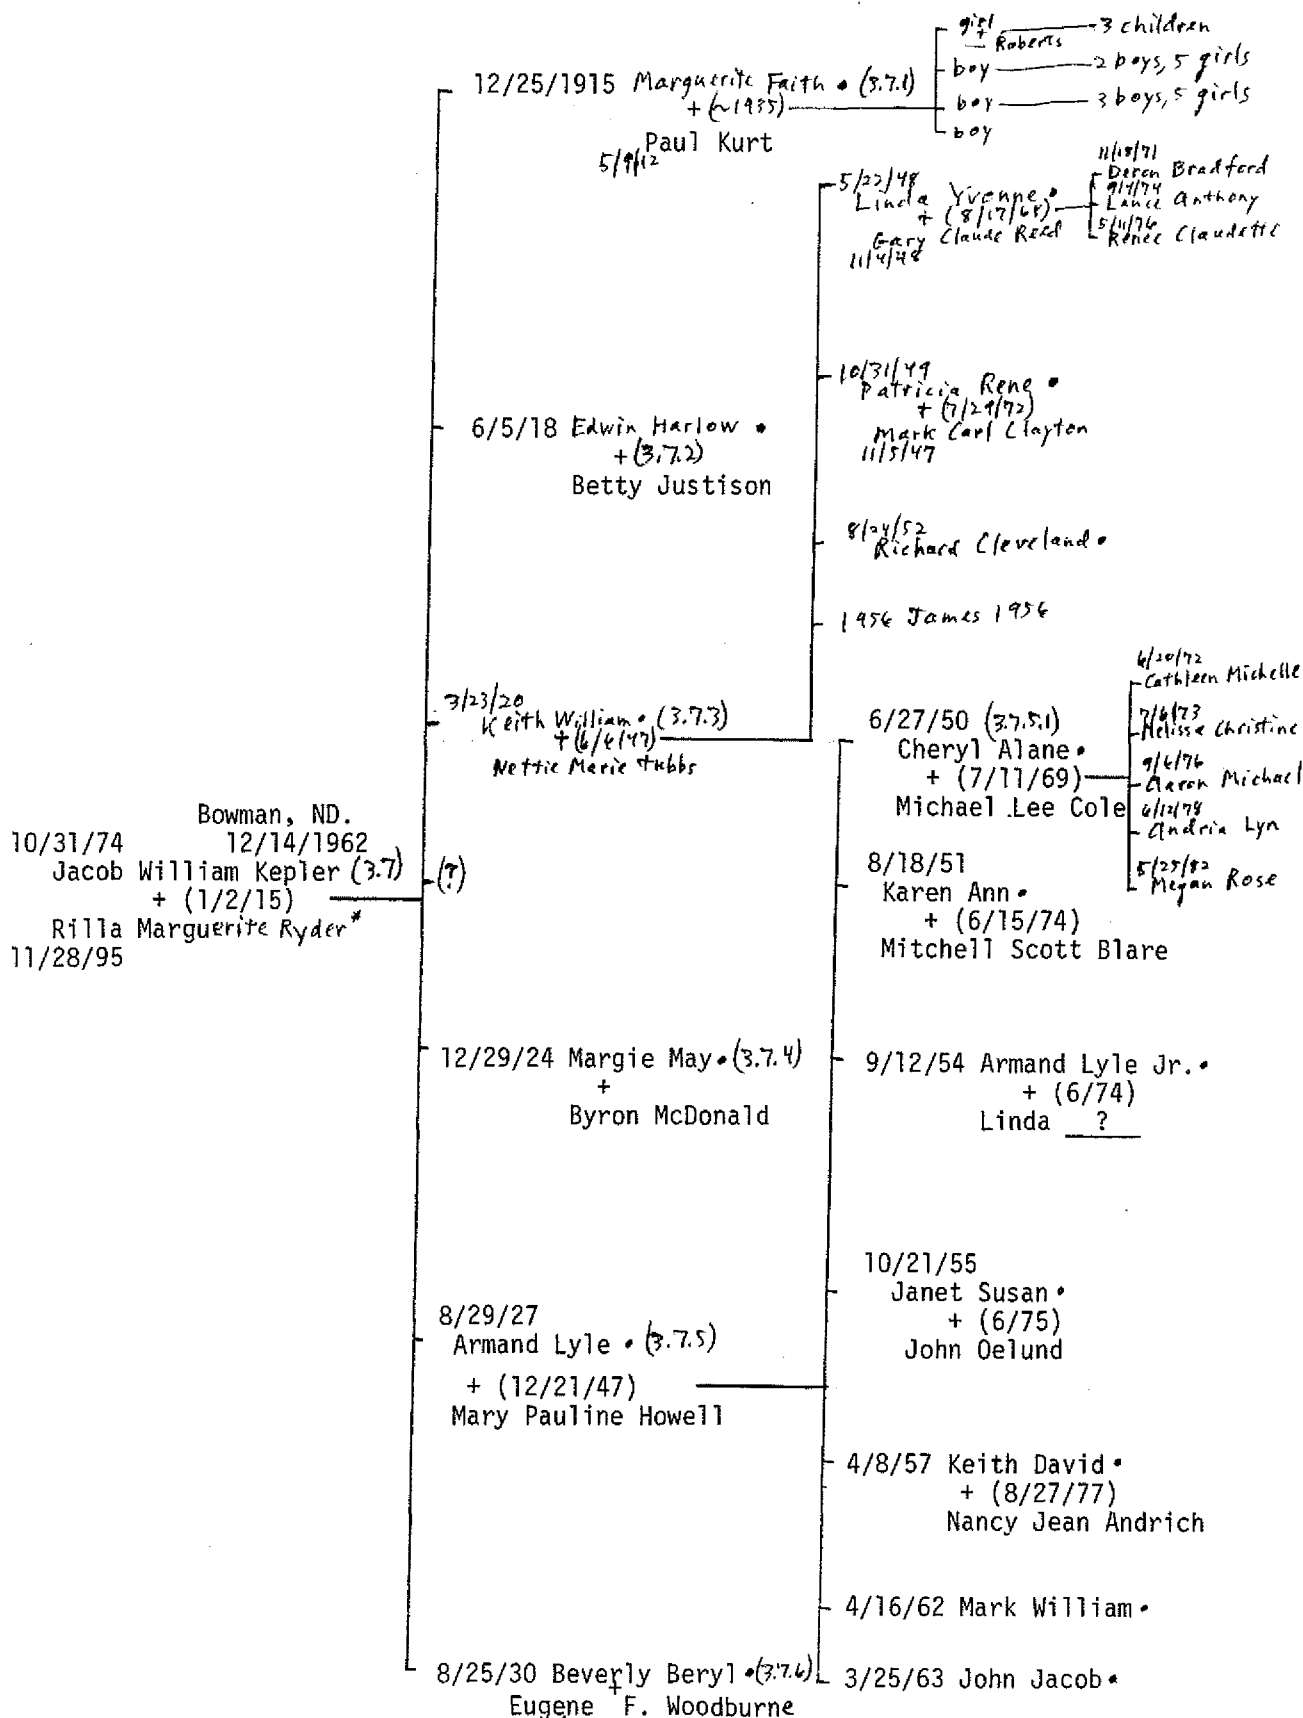 girl — 3 children
+
— Roberts
boy — 2 boys, 5 girls
12/25/1915 Marguerite Faith • (3.7.1)
+ (~1935)
boy — 3 boys, 5 girls
boy
Paul Kurt
5/9/12
5/22/48
Linda Yvonne •
+ (8/17/68)
Gary Claude Reed
11/4/48
11/18/71
Deron Bradford
9/1/74
Lance Anthony
5/11/76
Renee Claudette
10/31/49
Patricia Rene •
+ (7/29/72)
Mark Carl Clayton
11/5/47
6/5/18 Edwin Harlow •
+ (3.7.2)
Betty Justison
8/24/52
Richard Cleveland •
1956 James 1956
3/23/20
Keith William • (3.7.3)
+ (6/6/47)
Nettie Marie Tubbs
6/27/50 (3.7.5.1)
Cheryl Alane •
+ (7/11/69)
Michael Lee Cole
6/20/72
Cathleen Michelle
7/6/73
Melissa Christine
9/6/76
Aaron Michael
6/12/78
Andria Lyn
5/25/82
Megan Rose
Bowman, ND.
10/31/74 12/14/1962
Jacob William Kepler (3.7)
+ (1/2/15)
Rilla Marguerite Ryder*
11/28/95
(?)
8/18/51
Karen Ann •
+ (6/15/74)
Mitchell Scott Blare
12/29/24 Margie May • (3.7.4)
+
Byron McDonald
9/12/54 Armand Lyle Jr. •
+ (6/74)
Linda ?
10/21/55
Janet Susan •
+ (6/75)
John Oelund
8/29/27
Armand Lyle • (3.7.5)
+ (12/21/47)
Mary Pauline Howell
4/8/57 Keith David •
+ (8/27/77)
Nancy Jean Andrich
4/16/62 Mark William •
8/25/30 Beverly Beryl • (3.7.6)
+
Eugene F. Woodburne
3/25/63 John Jacob •